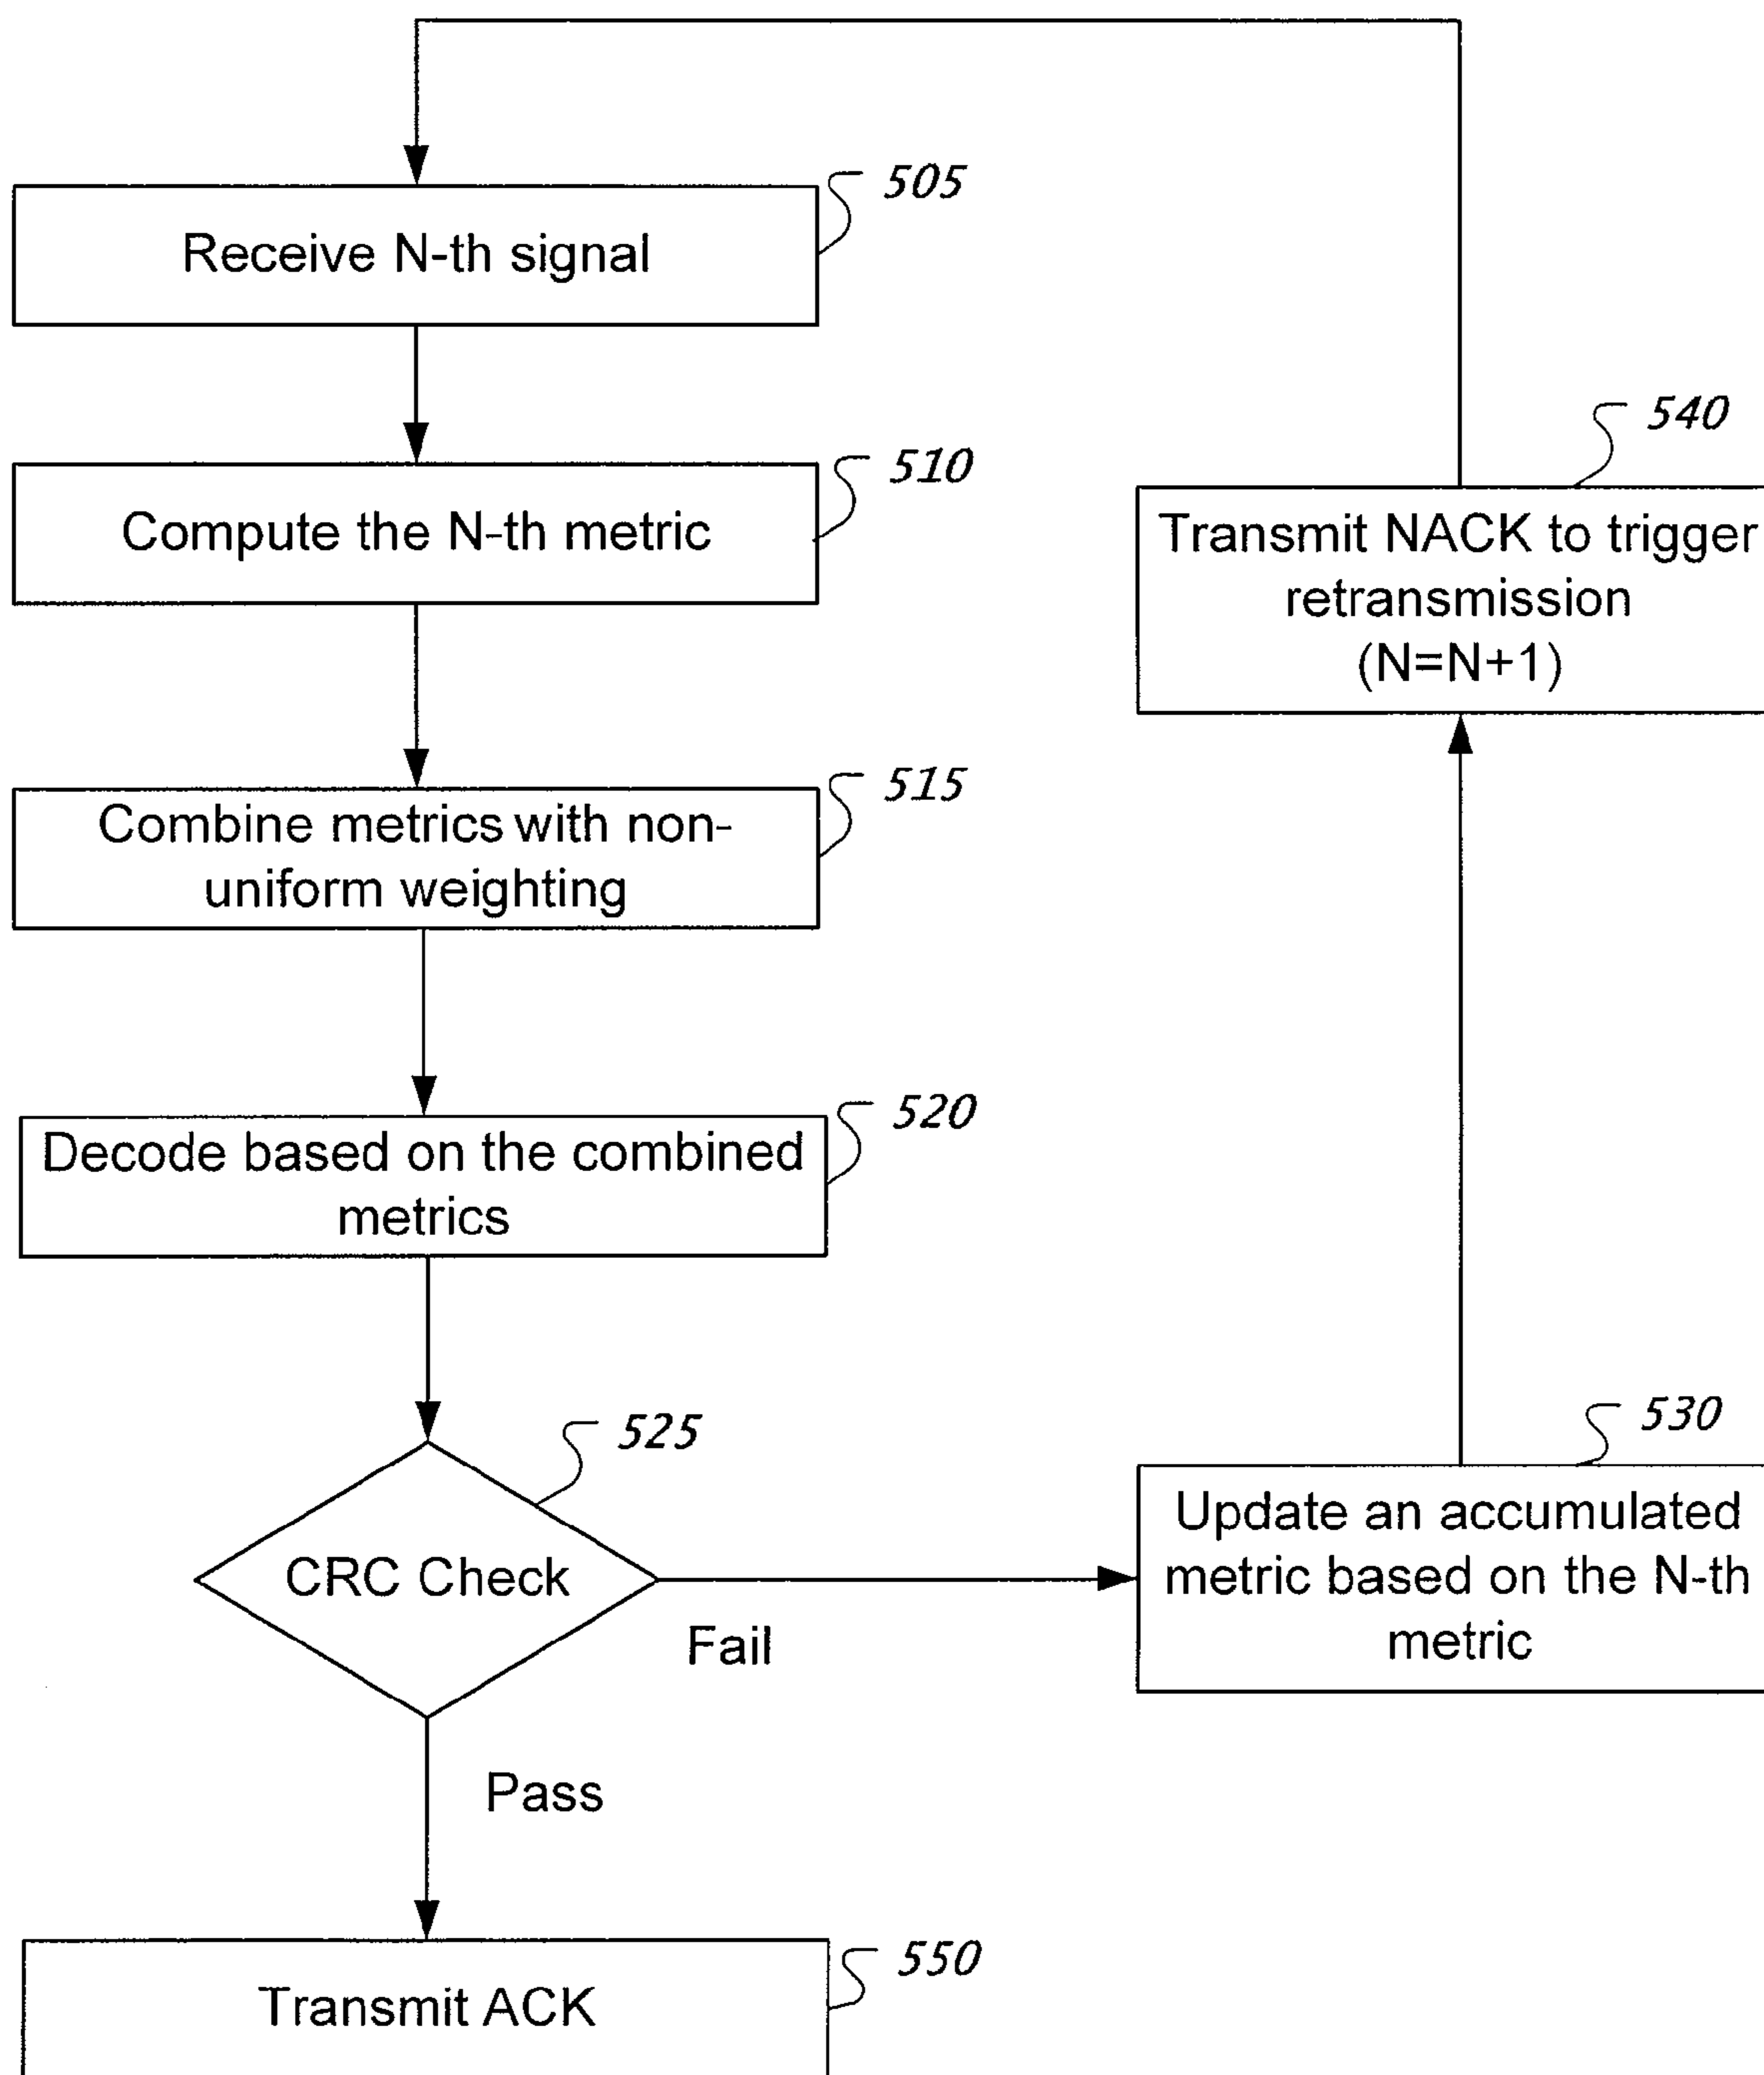 505
Receive N-th signal
510
Compute the N-th metric
540
Transmit NACK to trigger
retransmission
(N=N+1)
515
Combine metrics with non-
uniform weighting
520
Decode based on the combined
metrics
525
CRC Check
Fail
530
Update an accumulated
metric based on the N-th
metric
Pass
550
Transmit ACK